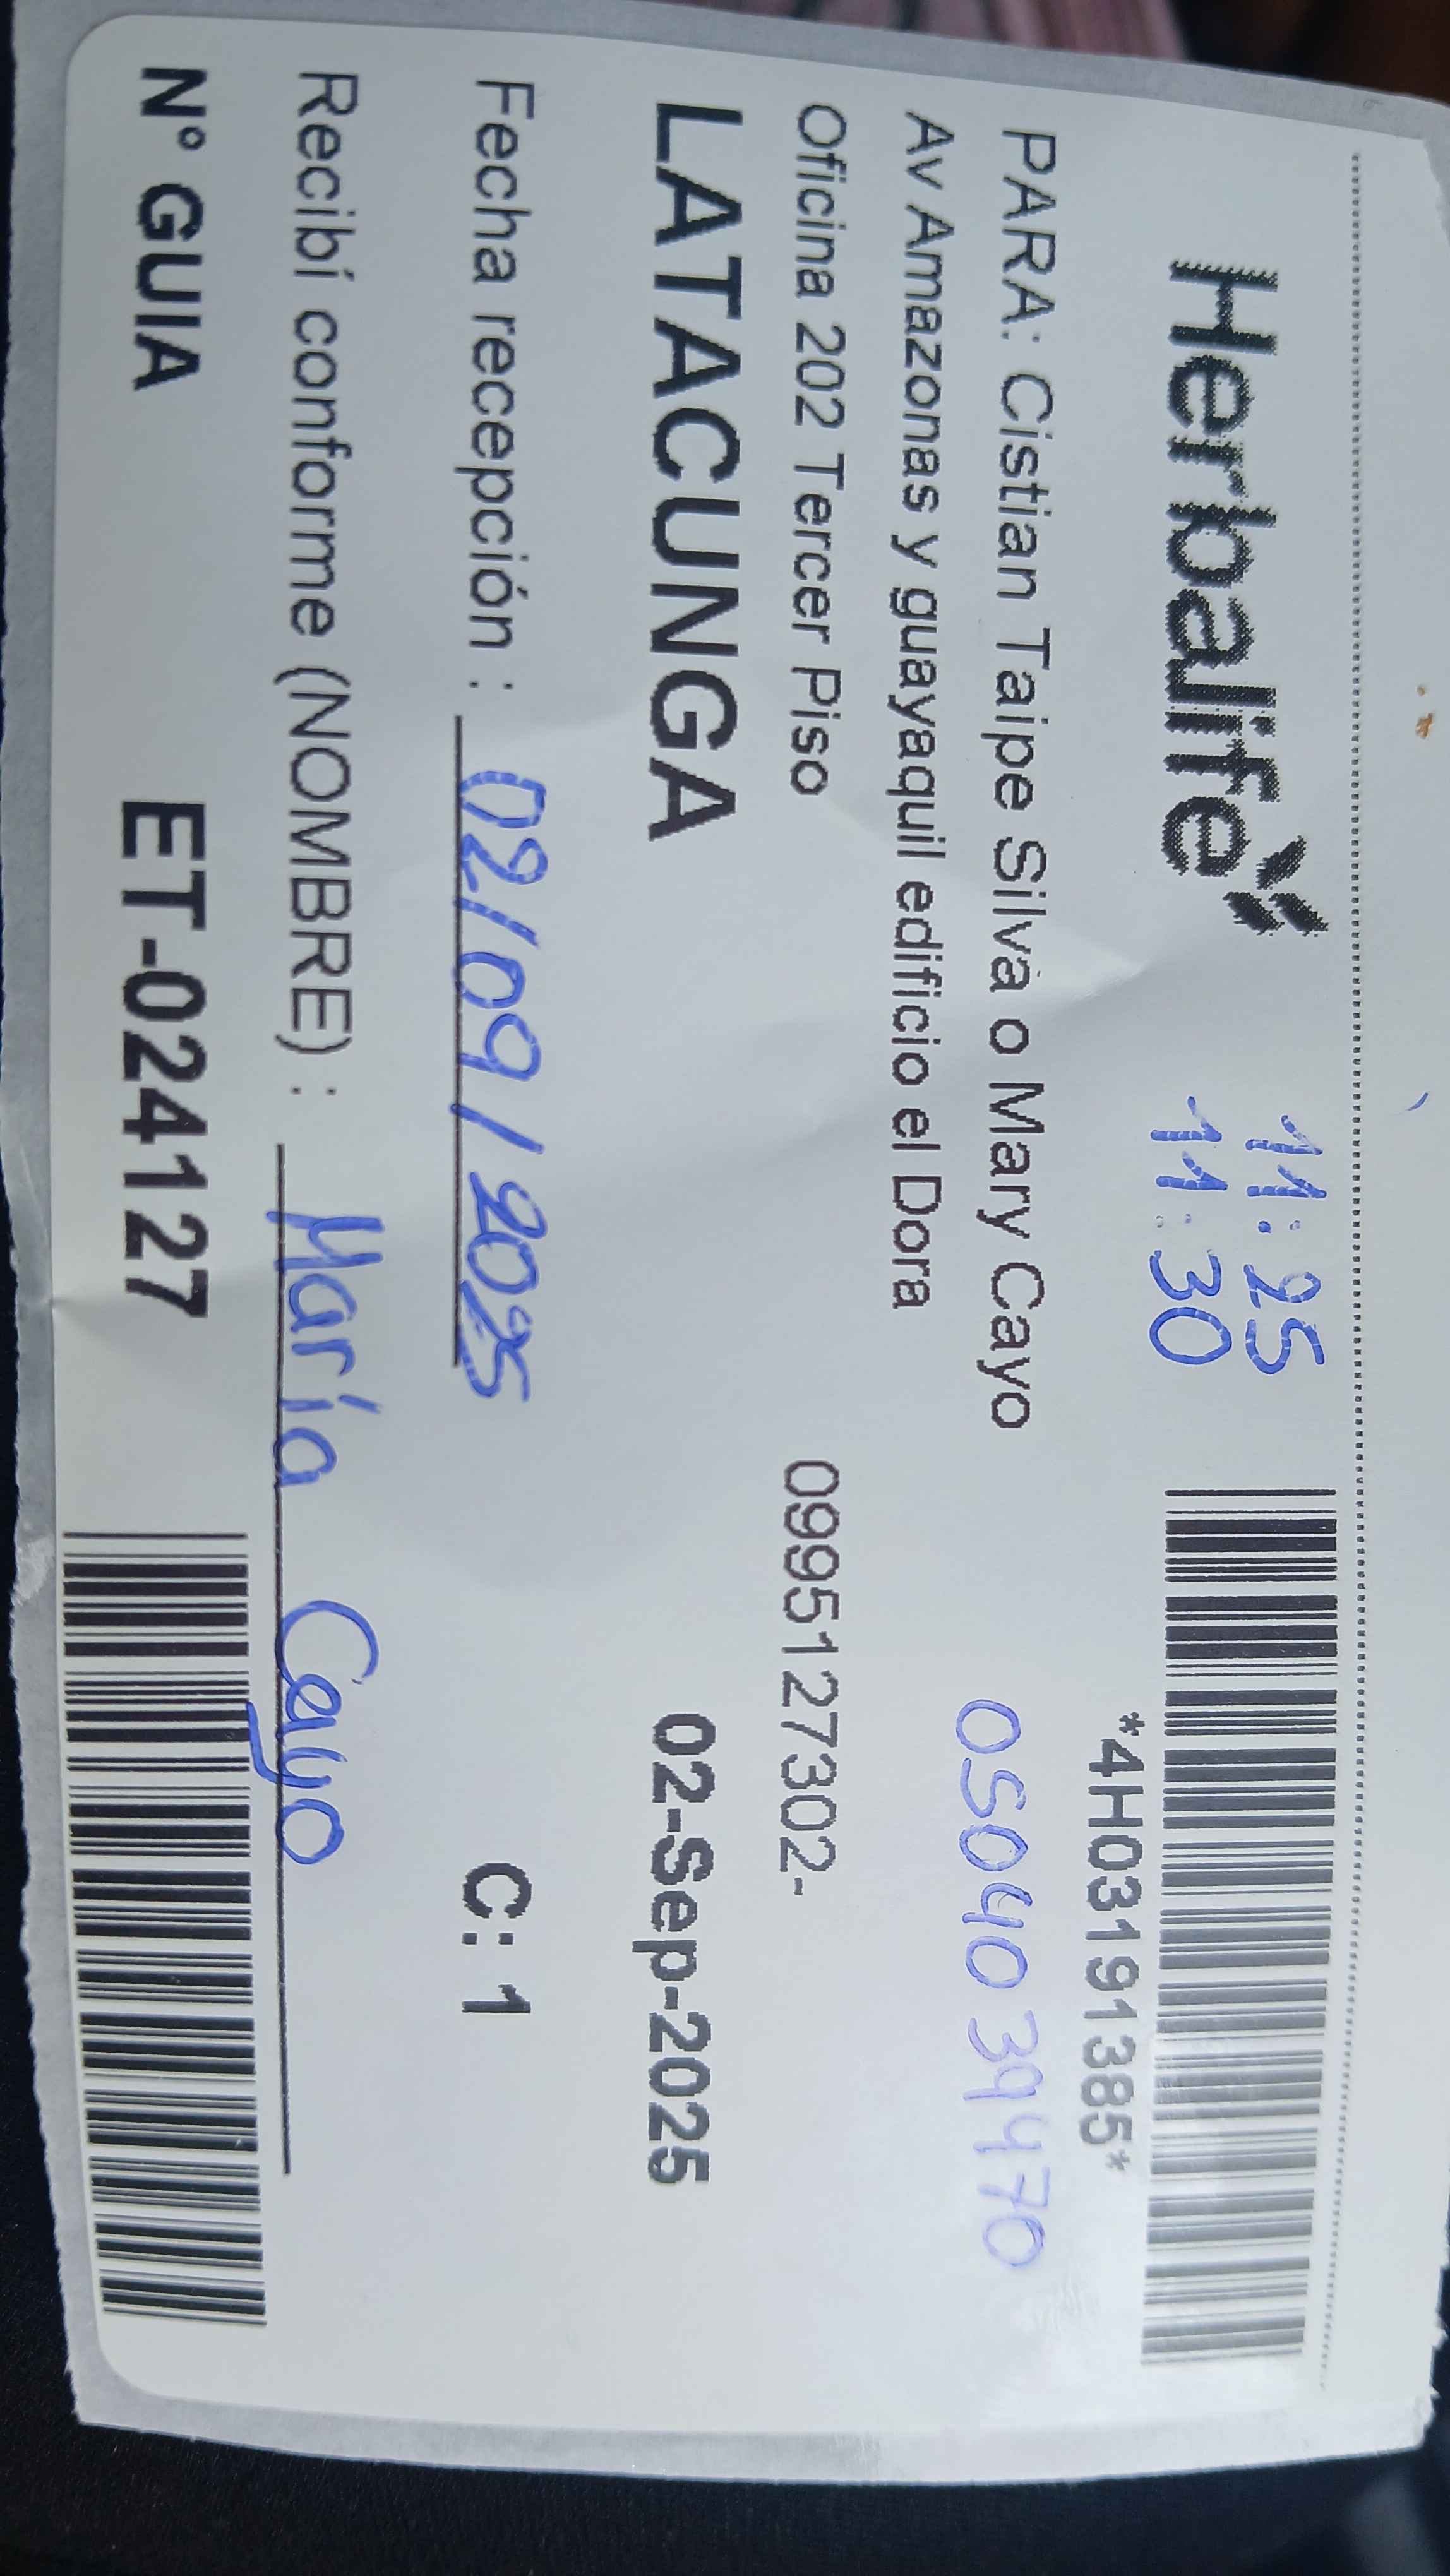 Herbalife
11:25
11:30
*4H03191385*
PARA: Cistian Taipe Silva o Mary Cayo
0504039470
Av Amazonas y guayaquil edificio el Dora
Oficina 202 Tercer Piso 0995127302-
LATACUNGA 02-Sep-2025
Fecha recepción : 02/09/2025 C: 1
Recibí conforme (NOMBRE) : María Cayo
N° GUIA ET-024127